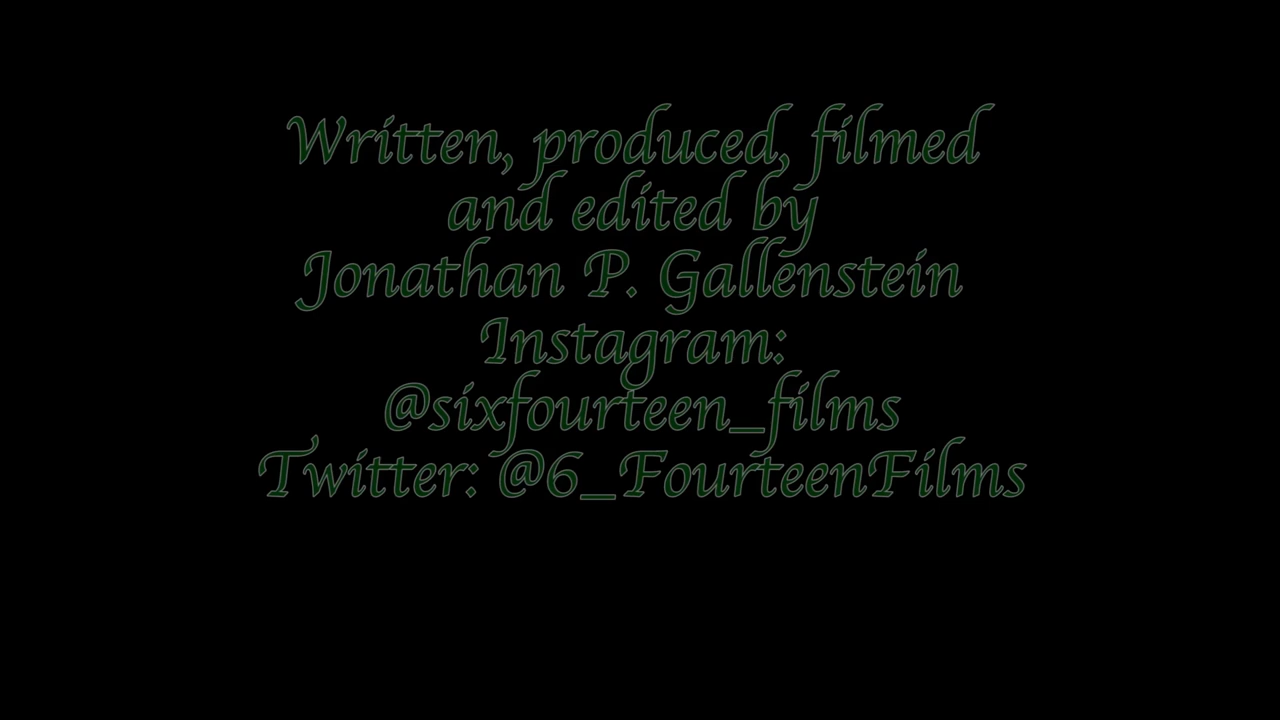 Written, produced, filmed
and edited by
Jonathan P. Gallenstein
Instagram:
@sixfourteen_films
Twitter: @6_FourteenFilms